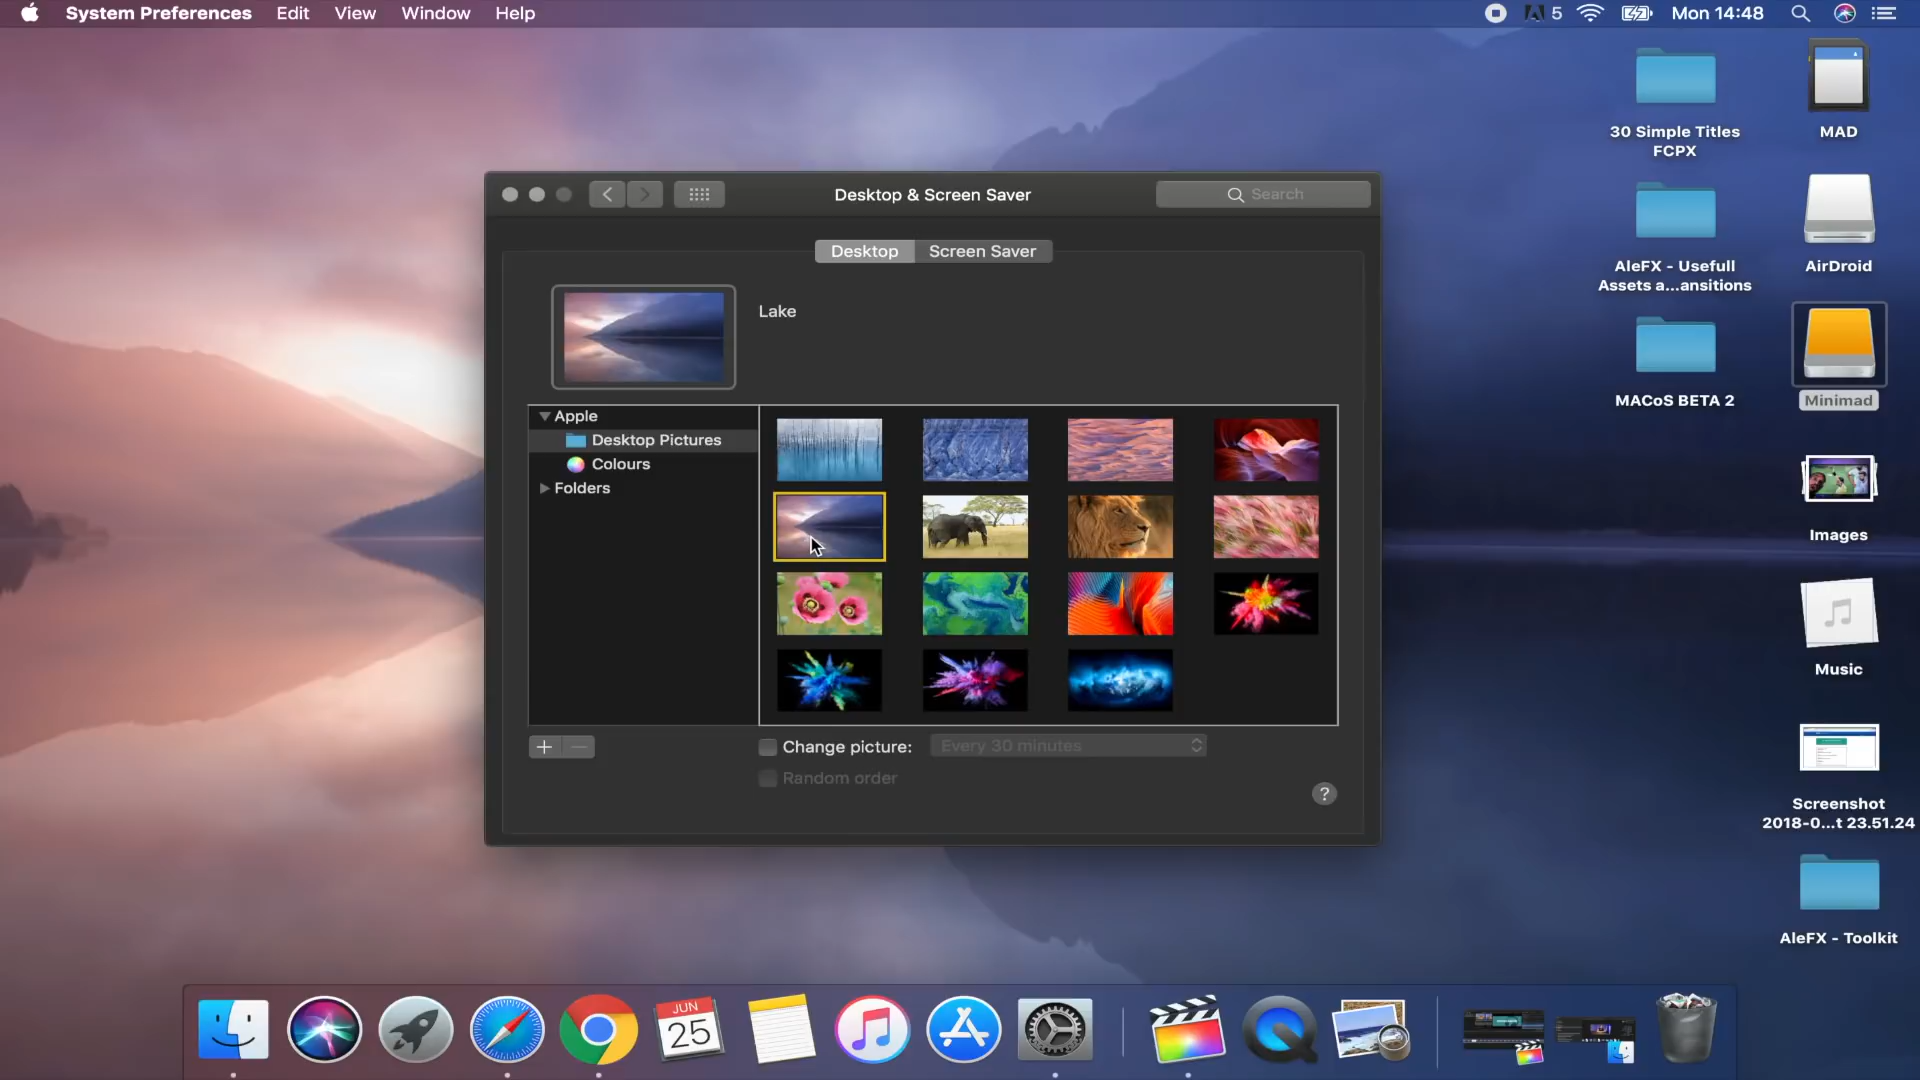 System Preferences Edit View Window Help
5 Mon 14:48
30 Simple Titles
FCPX
MAD
AleFX - Usefull
Assets a...ansitions
AirDroid
MACoS BETA 2
Minimad
Images
Music
Screenshot
2018-0...t 23.51.24
AleFX - Toolkit
Desktop & Screen Saver
Search
Desktop Screen Saver
Lake
Apple
Desktop Pictures
Colours
Folders
+ −
Change picture: Every 30 minutes
Random order
?
JUN
25